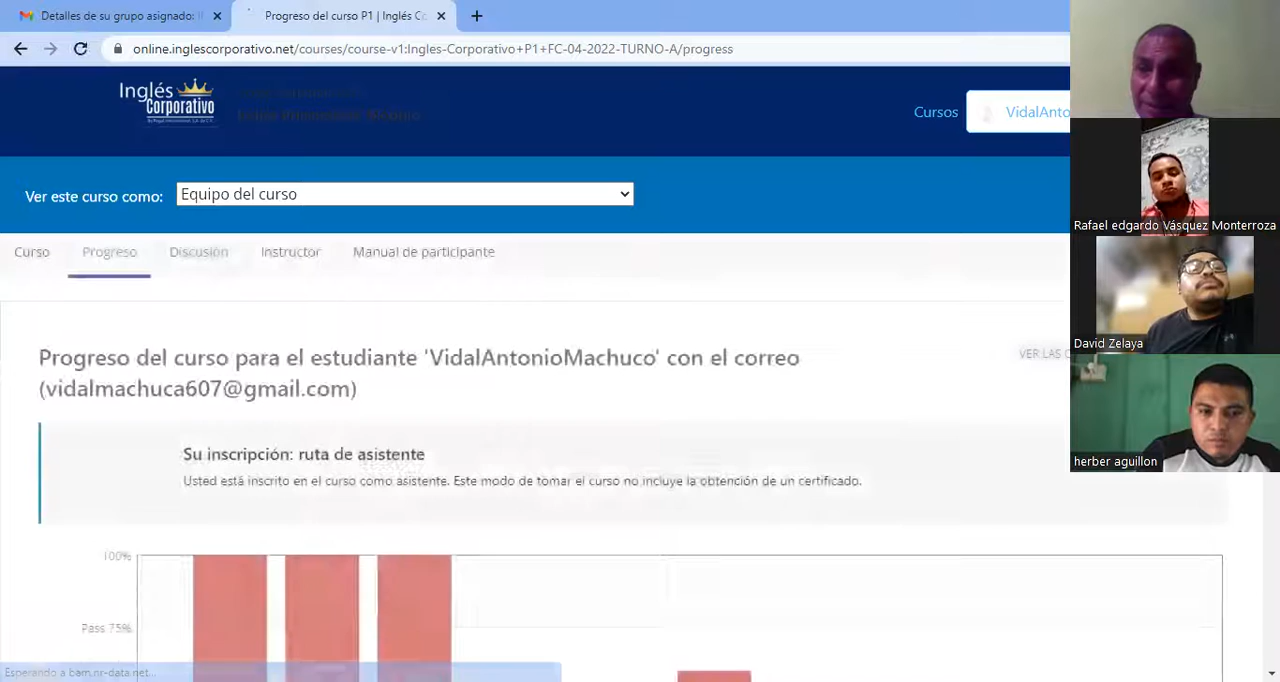 Detalles de su grupo asignado:
Progreso del curso P1 | Inglés Co
online.inglescorporativo.net/courses/course-v1:Ingles-Corporativo+P1+FC-04-2022-TURNO-A/progress
Inglés
Corporativo
Cursos
VidalAnto
Ver este curso como:
Equipo del curso
Curso
Progreso
Discusión
Instructor
Manual de participante
Progreso del curso para el estudiante 'VidalAntonioMachuco' con el correo
(vidalmachuca607@gmail.com)
VER LAS C
Su inscripción: ruta de asistente
Usted está inscrito en el curso como asistente. Este modo de tomar el curso no incluye la obtención de un certificado.
100%
Pass 75%
Esperando a bam.nr-data.net...
Rafael edgardo Vásquez Monterroza
David Zelaya
herber aguillon